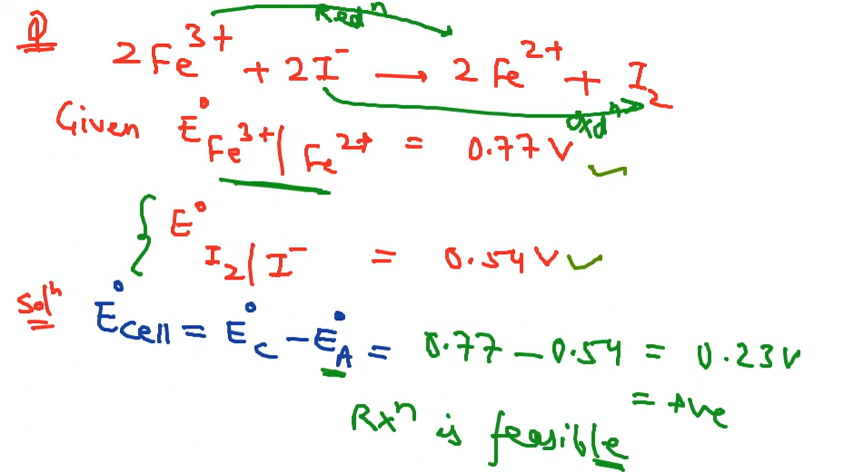 Q
Redⁿ
2Fe³⁺ + 2I⁻ → 2Fe²⁺ + I₂
Oxdⁿ
Given E° Fe³⁺|Fe²⁺ = 0.77V
E° I₂|I⁻ = 0.54V
Solⁿ E°cell = E°C − E°A = 0.77 − 0.54 = 0.23V
= +ve
Rxⁿ is feasible